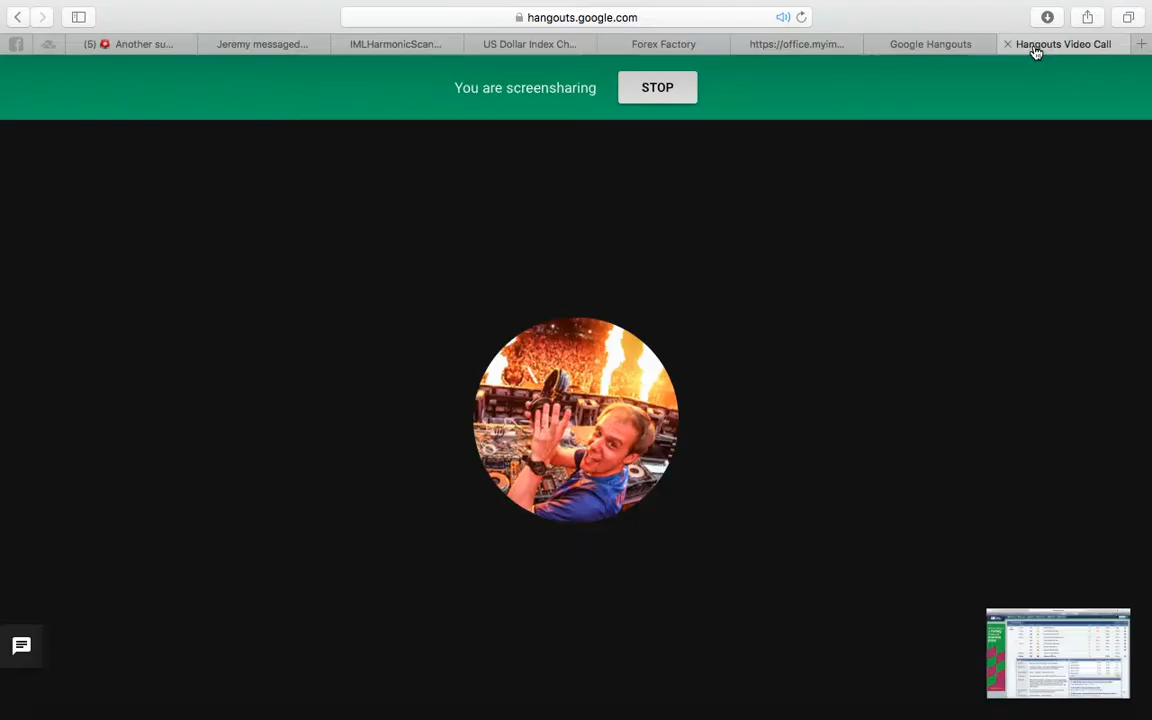 hangouts.google.com
(5) 🚨 Another su...
Jeremy messaged...
IMLHarmonicScan...
US Dollar Index Ch...
Forex Factory
https://office.myim...
Google Hangouts
Hangouts Video Call
You are screensharing
STOP